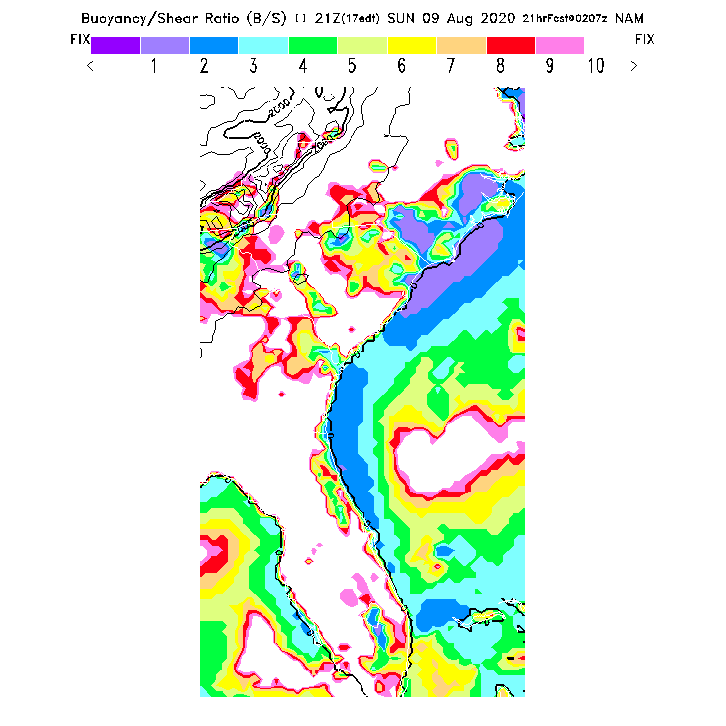 Buoyancy/Shear Ratio (B/S) [] 21Z(17edt) SUN 09 Aug 2020 21hrFcst@0207z NAM
FIX FIX
< 1 2 3 4 5 6 7 8 9 10 >
2000